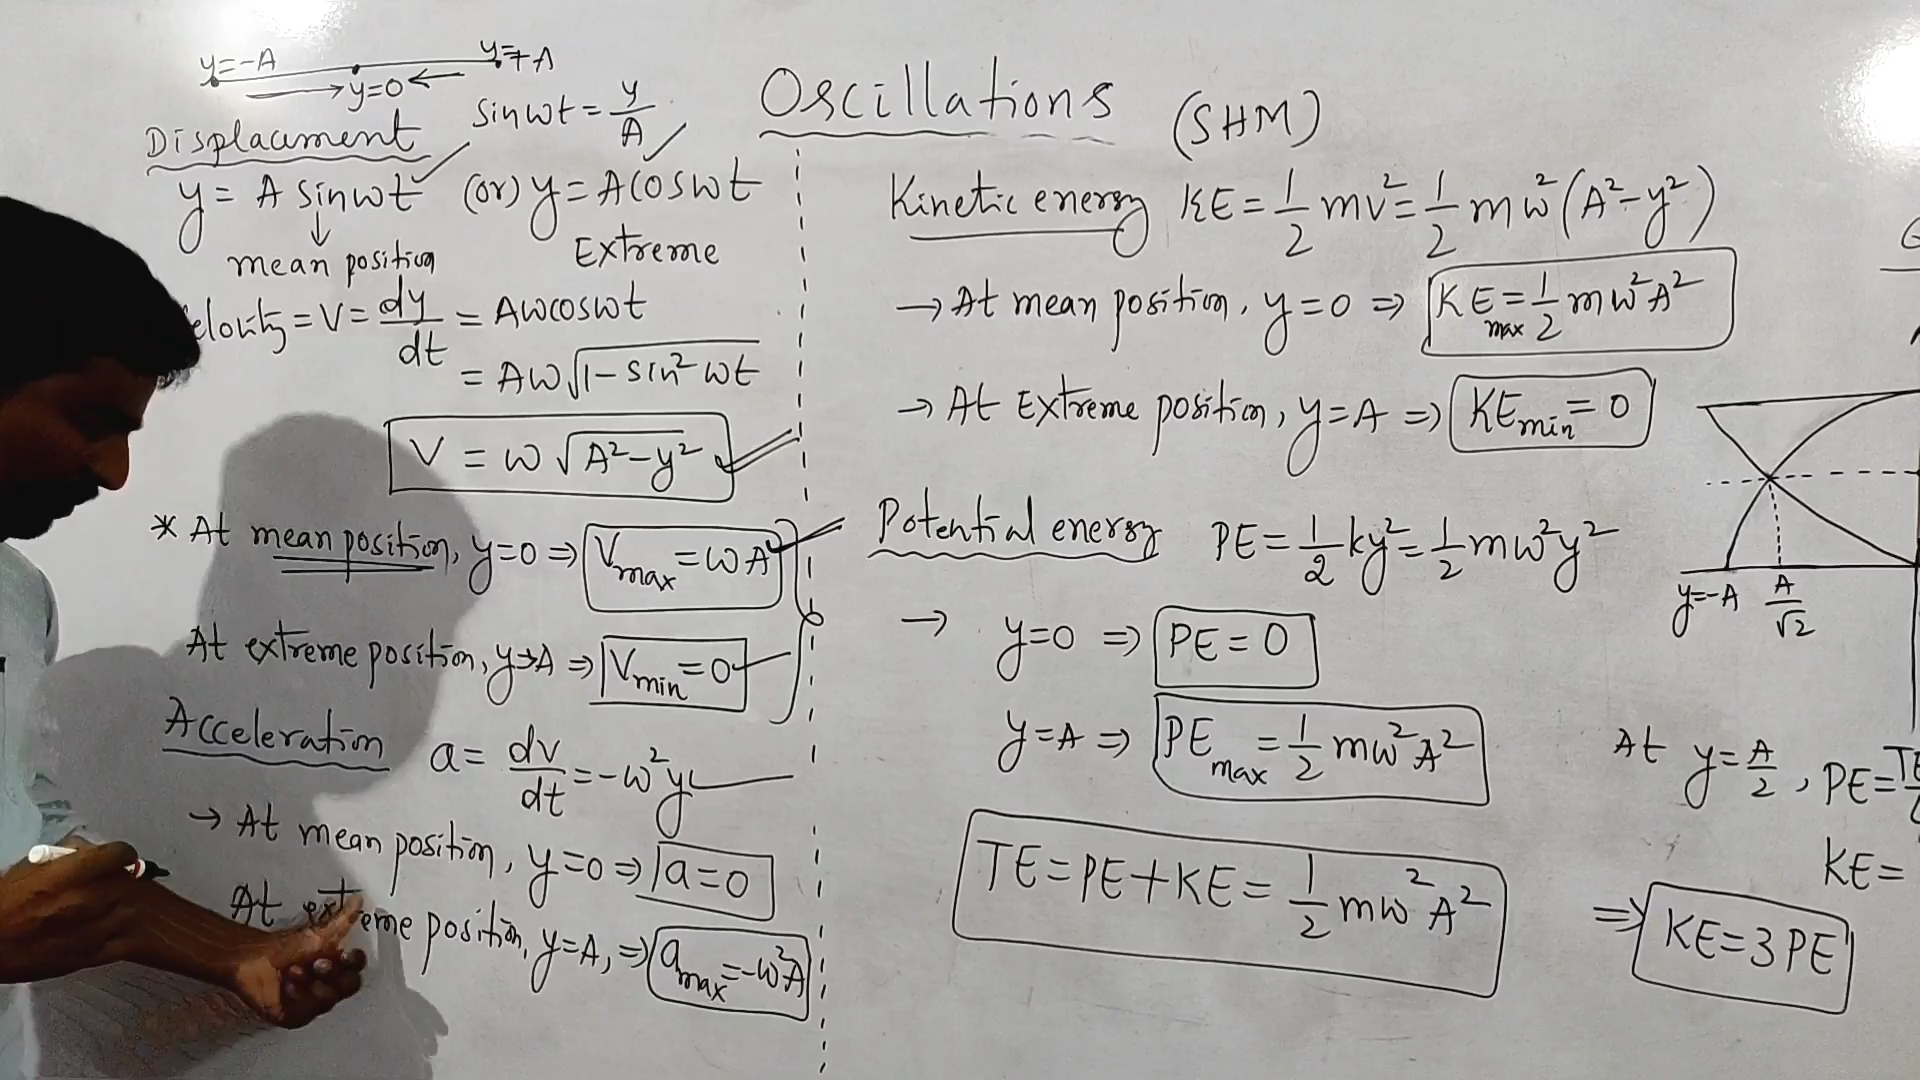 y=-A y=+A
y=0
Displacement sinωt = y/A
y = A sinωt (or) y = A cosωt
mean position Extreme
elocity = V = dy/dt = Aωcosωt
= Aω√1-sin²ωt
V = ω√A²-y²
* At mean position, y=0 ⇒ Vmax = ωA
At extreme position, y→A ⇒ Vmin = 0
Acceleration a = dv/dt = -ω²y
→ At mean position, y=0 ⇒ a=0
At extreme position, y=A, ⇒ amax = -ω²A
Oscillations (SHM)
Kinetic energy KE = 1/2 mv² = 1/2 mω²(A²-y²)
→ At mean position, y=0 ⇒ KEmax = 1/2 mω²A²
→ At Extreme position, y=A ⇒ KEmin = 0
Potential energy PE = 1/2 ky² = 1/2 mω²y²
→ y=0 ⇒ PE = 0
y=A ⇒ PEmax = 1/2 mω²A²
TE = PE + KE = 1/2 mω²A²
y=-A A/√2
At y = A/2, PE =
KE =
⇒ KE = 3PE